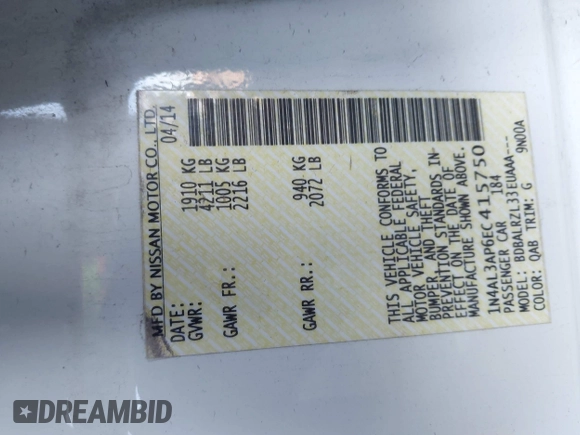 MFD BY NISSAN MOTOR CO., LTD.
DATE: 04/14
GVWR: 1910 KG
4211 LB
GAWR FR.: 1005 KG
2216 LB
GAWR RR.: 940 KG
2072 LB
THIS VEHICLE CONFORMS TO
ALL APPLICABLE FEDERAL
MOTOR VEHICLE SAFETY,
BUMPER AND THEFT
PREVENTION STANDARDS IN
EFFECT ON THE DATE OF
MANUFACTURE SHOWN ABOVE.
1N4AL3AP6EC415750
PASSENGER CAR 184
MODEL: BDBALRZL33EUAAA---
COLOR: QAB TRIM: G 9N00A
DREAMBID